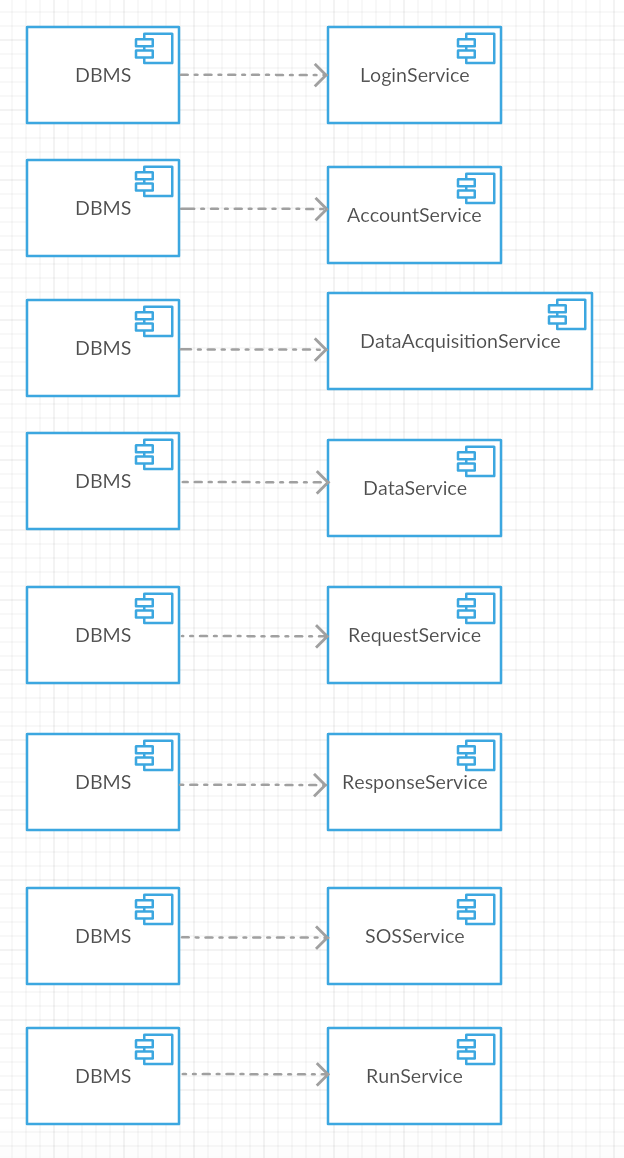 DBMS
LoginService
DBMS
AccountService
DBMS
DataAcquisitionService
DBMS
DataService
DBMS
RequestService
DBMS
ResponseService
DBMS
SOSService
DBMS
RunService